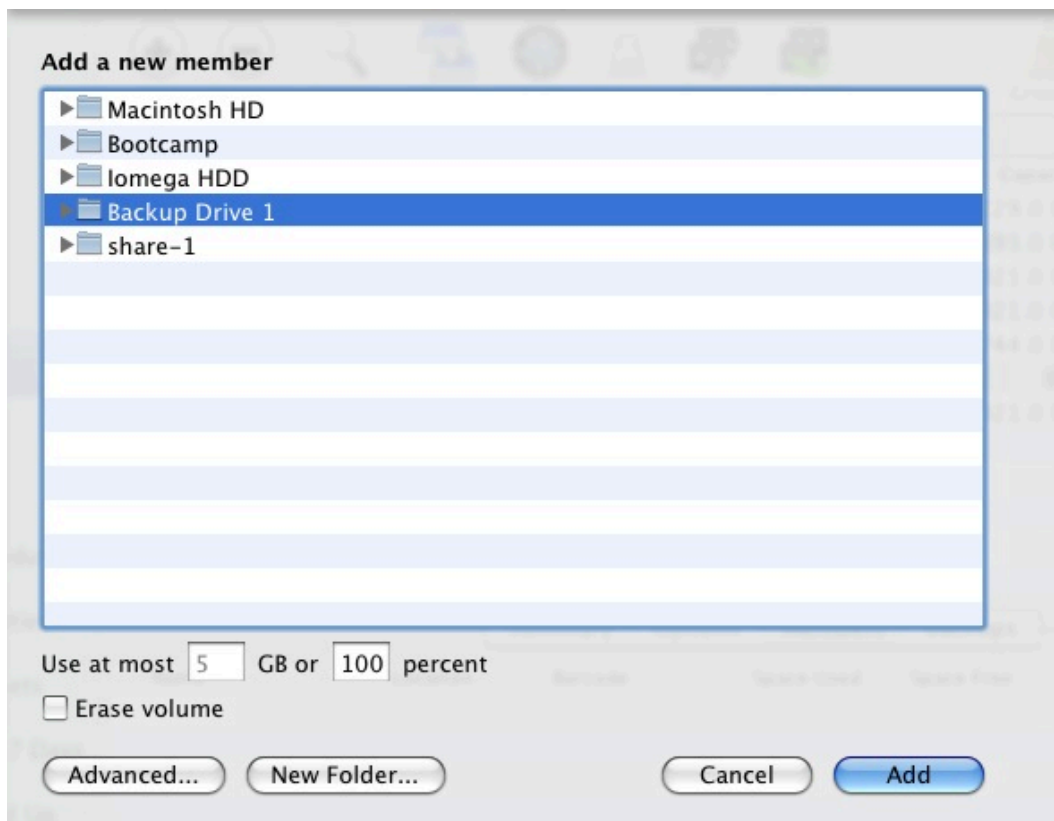 Add a new member
Macintosh HD
Bootcamp
Iomega HDD
Backup Drive 1
share-1
Use at most 5 GB or 100 percent
Erase volume
Advanced... New Folder... Cancel Add